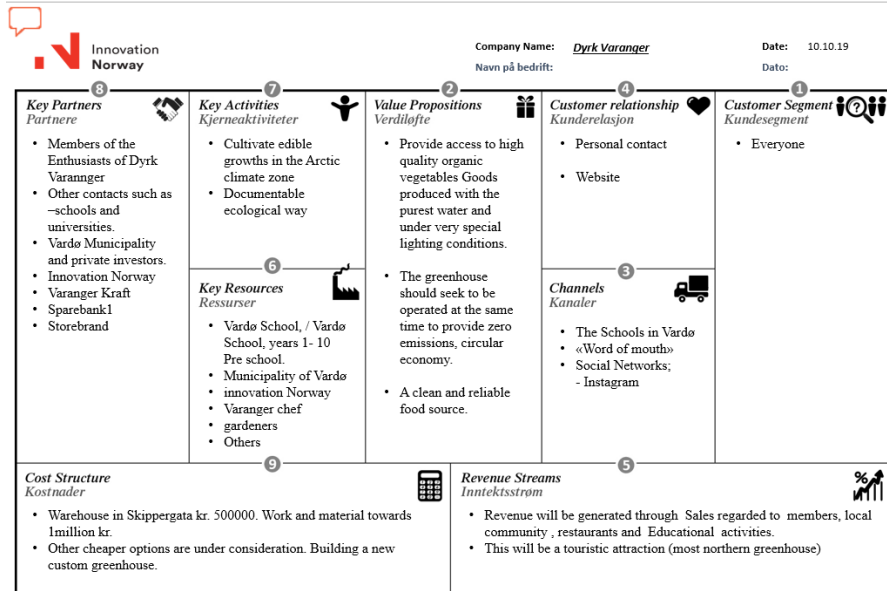 Innovation
Norway
Company Name: Dyrk Varanger Date: 10.10.19
Navn på bedrift: Dato:
8
Key Partners
Partnere
• Members of the
Enthusiasts of Dyrk
Varannger
• Other contacts such as
–schools and
universities.
• Vardø Municipality
and private investors.
• Innovation Norway
• Varanger Kraft
• Sparebank1
• Storebrand
7
Key Activities
Kjerneaktiviteter
• Cultivate edible
growths in the Arctic
climate zone
• Documentable
ecological way
6
Key Resources
Ressurser
• Vardø School, / Vardø
School, years 1- 10
Pre school.
• Municipality of Vardø
• innovation Norway
• Varanger chef
• gardeners
• Others
2
Value Propositions
Verdiløfte
• Provide access to high
quality organic
vegetables Goods
produced with the
purest water and
under very special
lighting conditions.
• The greenhouse
should seek to be
operated at the same
time to provide zero
emissions, circular
economy.
• A clean and reliable
food source.
4
Customer relationship
Kunderelasjon
• Personal contact
• Website
3
Channels
Kanaler
• The Schools in Vardø
• «Word of mouth»
• Social Networks;
- Instagram
1
Customer Segment
Kundesegment
• Everyone
9
Cost Structure
Kostnader
• Warehouse in Skippergata kr. 500000. Work and material towards
1million kr.
• Other cheaper options are under consideration. Building a new
custom greenhouse.
5
Revenue Streams
Inntektsstrøm
%
• Revenue will be generated through Sales regarded to members, local
community , restaurants and Educational activities.
• This will be a touristic attraction (most northern greenhouse)